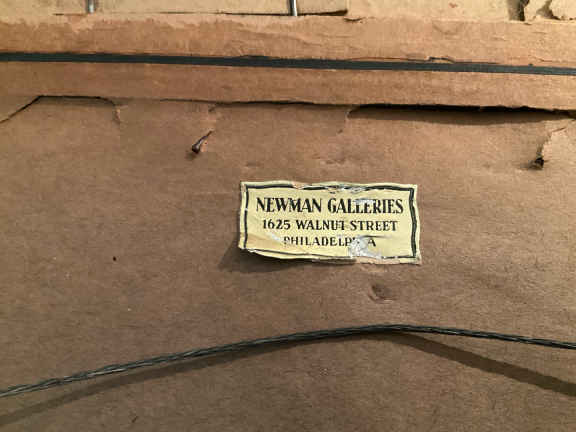 NEWMAN GALLERIES
1625 WALNUT STREET
PHILADELPHIA